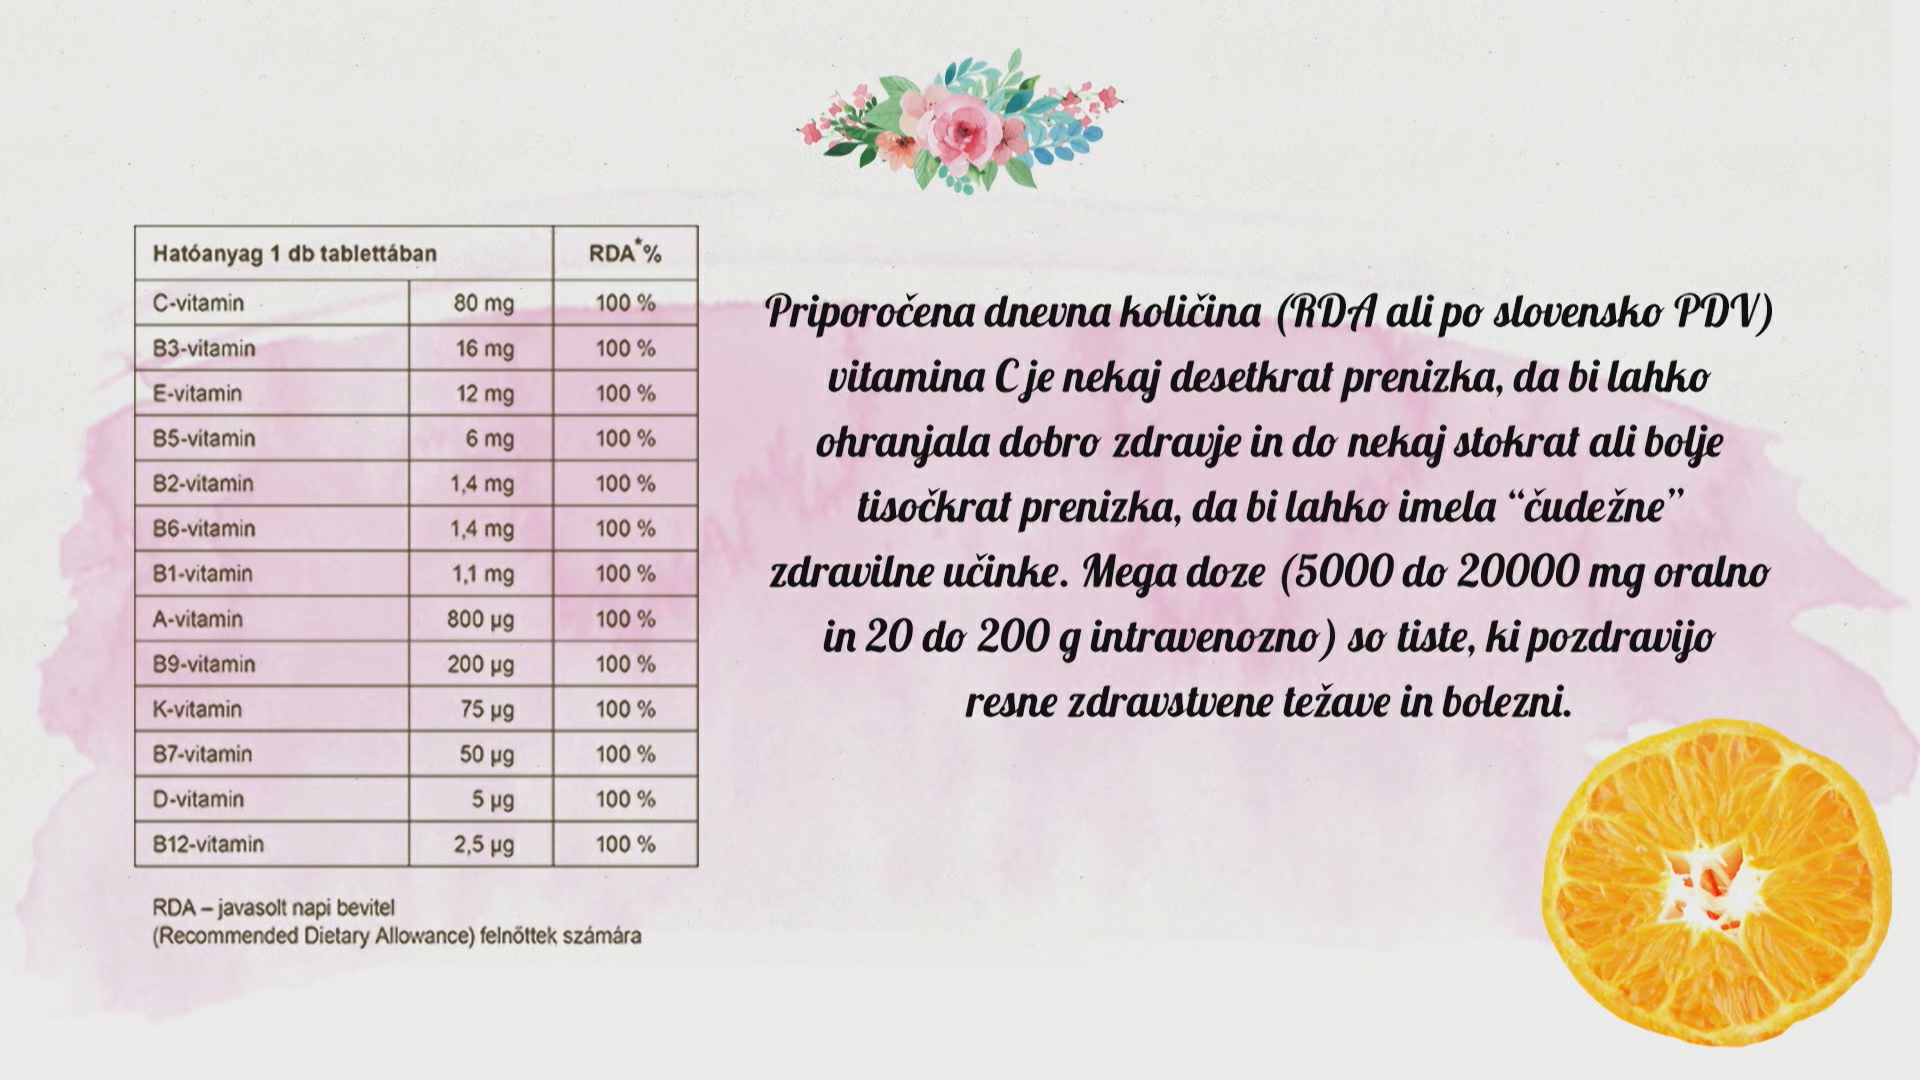 Hatóanyag 1 db tablettában RDA*%
C-vitamin 80 mg 100 %
B3-vitamin 16 mg 100 %
E-vitamin 12 mg 100 %
B5-vitamin 6 mg 100 %
B2-vitamin 1,4 mg 100 %
B6-vitamin 1,4 mg 100 %
B1-vitamin 1,1 mg 100 %
A-vitamin 800 µg 100 %
B9-vitamin 200 µg 100 %
K-vitamin 75 µg 100 %
B7-vitamin 50 µg 100 %
D-vitamin 5 µg 100 %
B12-vitamin 2,5 µg 100 %
RDA – javasolt napi bevitel
(Recommended Dietary Allowance) felnőttek számára
Priporočena dnevna količina (RDA ali po slovensko PDV)
vitamina C je nekaj desetkrat prenizka, da bi lahko
ohranjala dobro zdravje in do nekaj stokrat ali bolje
tisočkrat prenizka, da bi lahko imela “čudežne”
zdravilne učinke. Mega doze (5000 do 20000 mg oralno
in 20 do 200 g intravenozno) so tiste, ki pozdravijo
resne zdravstvene težave in bolezni.